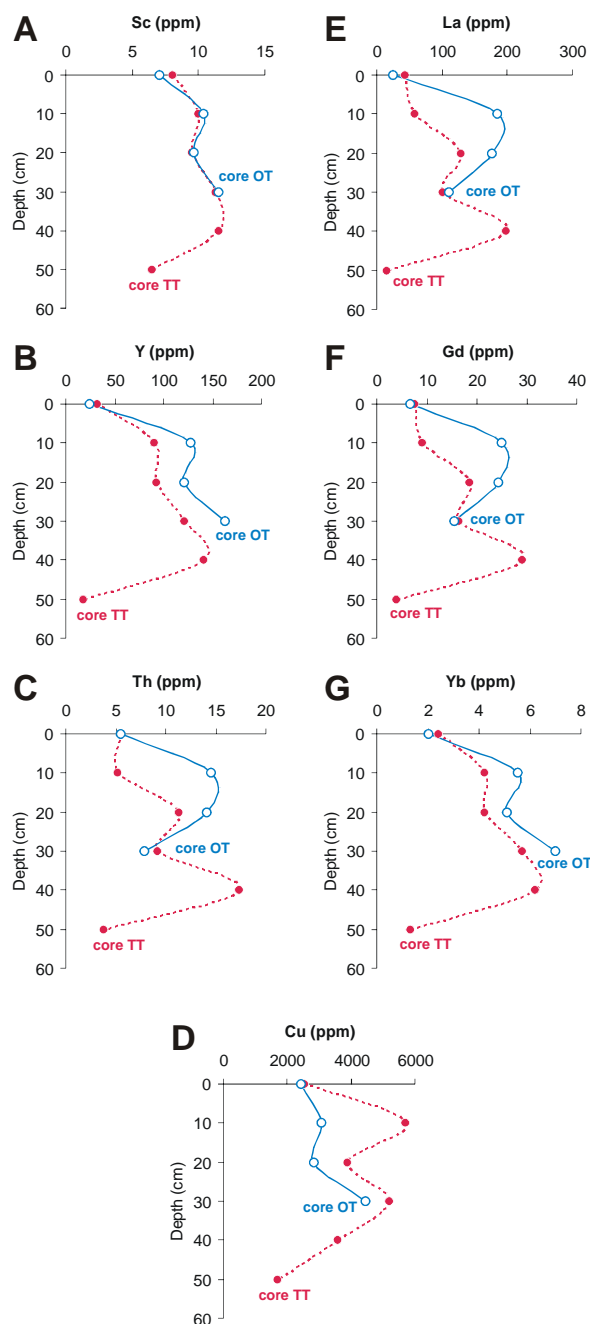 A
Sc (ppm)
0 5 10 15
0
10
20
30
40
50
60
Depth (cm)
core OT
core TT
E
La (ppm)
0 100 200 300
0
10
20
30
40
50
60
Depth (cm)
core OT
core TT
B
Y (ppm)
0 50 100 150 200
0
10
20
30
40
50
60
Depth (cm)
core OT
core TT
F
Gd (ppm)
0 10 20 30 40
0
10
20
30
40
50
60
Depth (cm)
core OT
core TT
C
Th (ppm)
0 5 10 15 20
0
10
20
30
40
50
60
Depth (cm)
core OT
core TT
G
Yb (ppm)
0 2 4 6 8
0
10
20
30
40
50
60
Depth (cm)
core OT
core TT
D
Cu (ppm)
0 2000 4000 6000
0
10
20
30
40
50
60
Depth (cm)
core OT
core TT